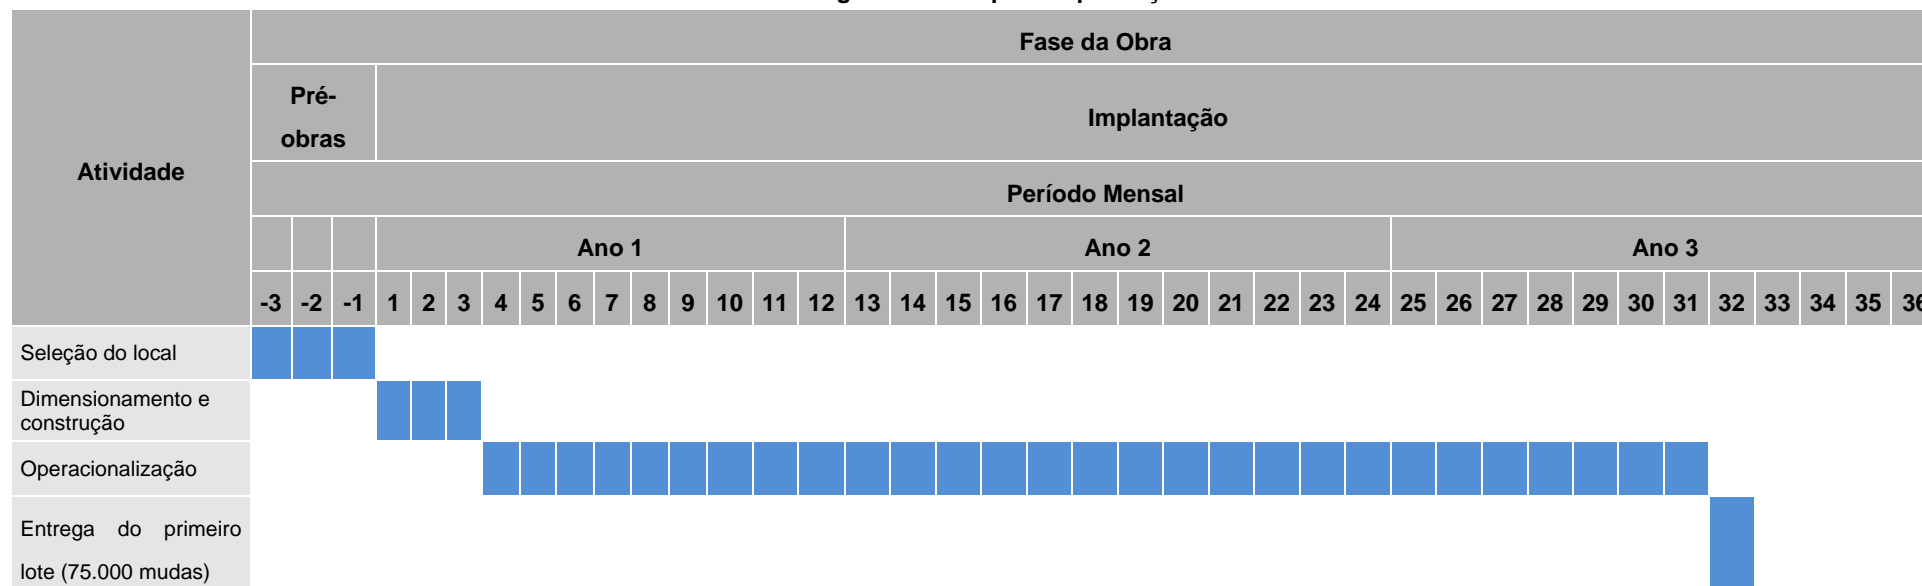 Fase da Obra
Pré-
obras
Implantação
Atividade
Período Mensal
Ano 1 Ano 2 Ano 3
-3 -2 -1 1 2 3 4 5 6 7 8 9 10 11 12 13 14 15 16 17 18 19 20 21 22 23 24 25 26 27 28 29 30 31 32 33 34 35 36
Seleção do local
Dimensionamento e
construção
Operacionalização
Entrega do primeiro
lote (75.000 mudas)